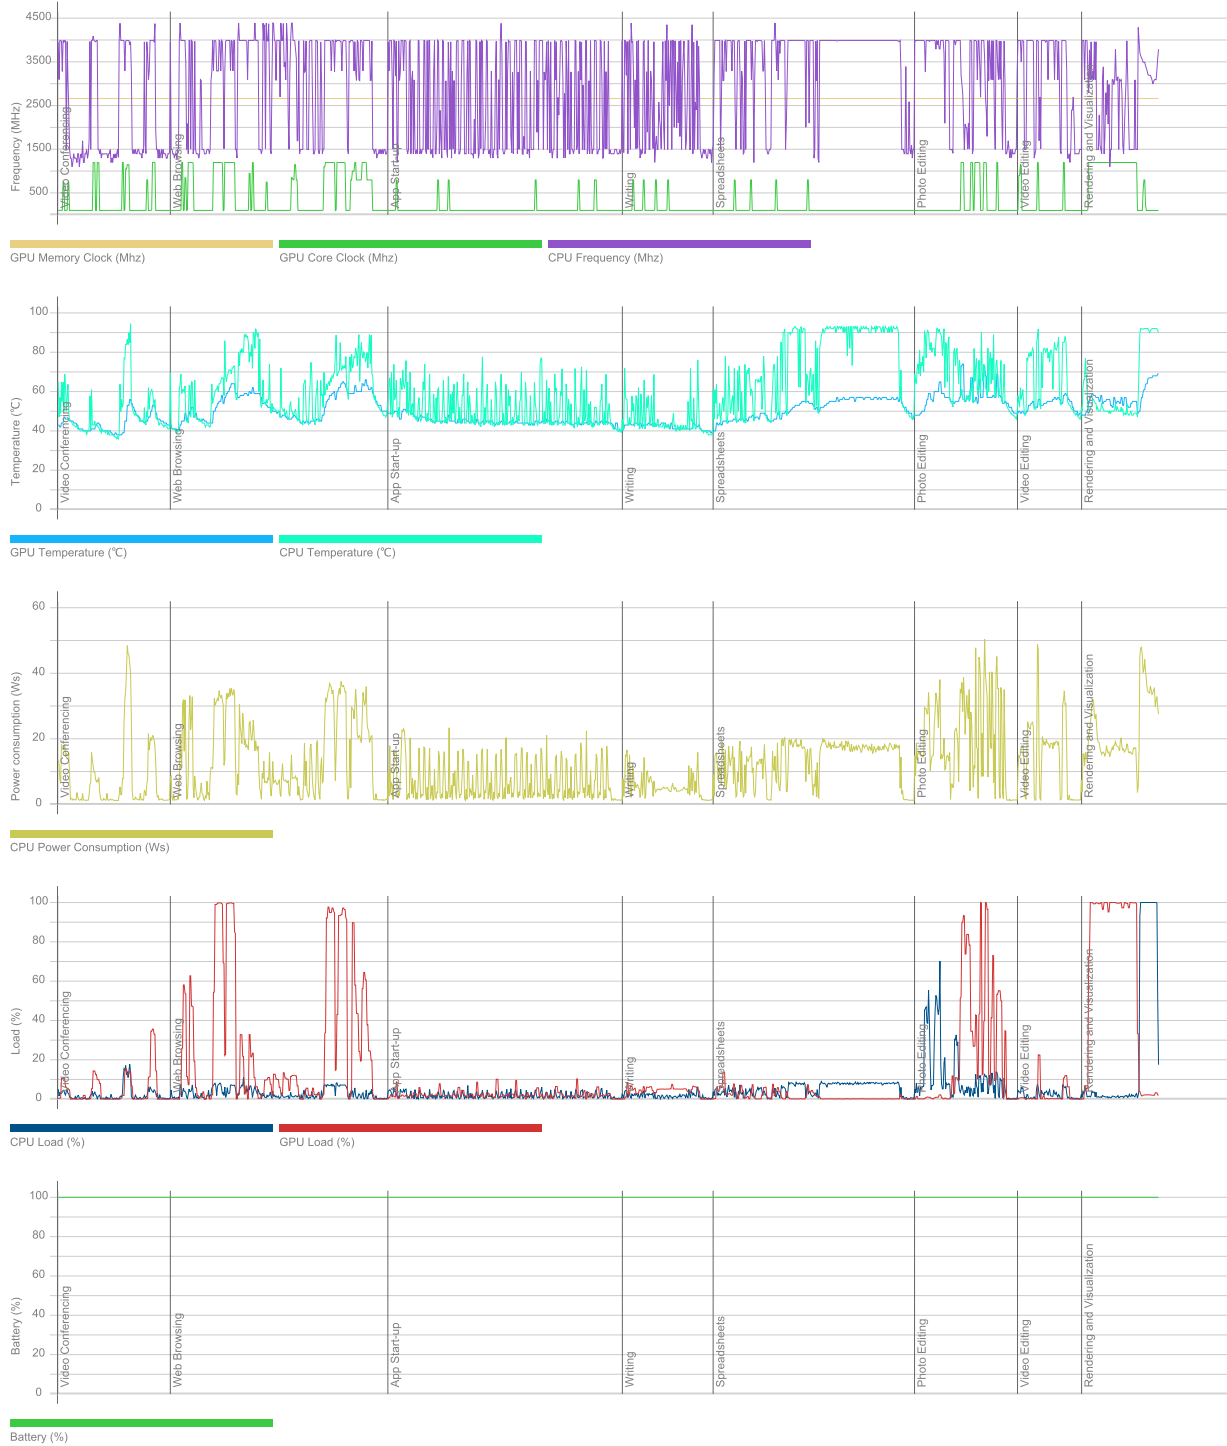 4500
3500
2500
1500
500
Frequency (MHz)
Video Conferencing
Web Browsing
App Start-up
Writing
Spreadsheets
Photo Editing
Video Editing
Rendering and Visualization
GPU Memory Clock (Mhz)
GPU Core Clock (Mhz)
CPU Frequency (Mhz)
100
80
60
40
20
0
Temperature (℃)
Video Conferencing
Web Browsing
App Start-up
Writing
Spreadsheets
Photo Editing
Video Editing
Rendering and Visualization
GPU Temperature (℃)
CPU Temperature (℃)
60
40
20
0
Power consumption (Ws)
Video Conferencing
Web Browsing
App Start-up
Writing
Spreadsheets
Photo Editing
Video Editing
Rendering and Visualization
CPU Power Consumption (Ws)
100
80
60
40
20
0
Load (%)
Video Conferencing
Web Browsing
App Start-up
Writing
Spreadsheets
Photo Editing
Video Editing
Rendering and Visualization
CPU Load (%)
GPU Load (%)
100
80
60
40
20
0
Battery (%)
Video Conferencing
Web Browsing
App Start-up
Writing
Spreadsheets
Photo Editing
Video Editing
Rendering and Visualization
Battery (%)